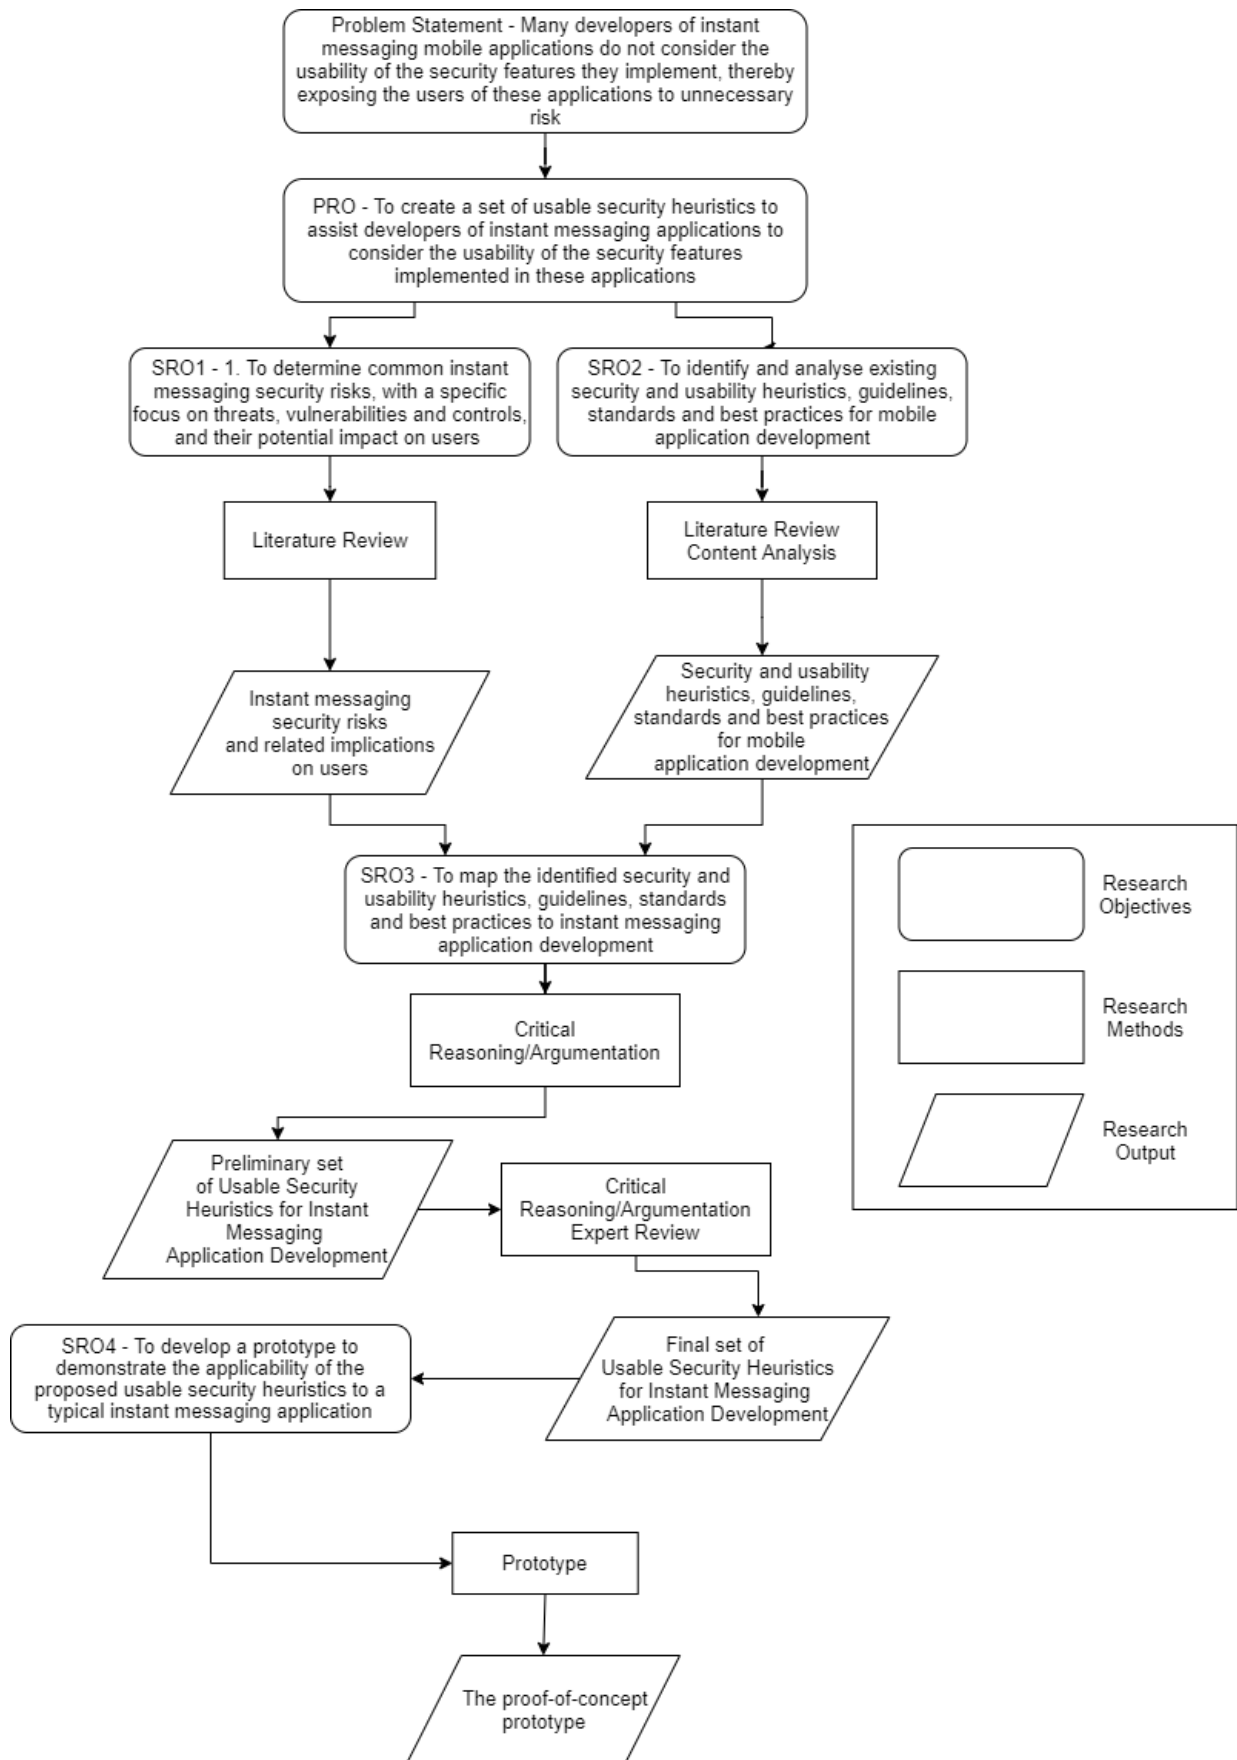 Problem Statement - Many developers of instant
messaging mobile applications do not consider the
usability of the security features they implement, thereby
exposing the users of these applications to unnecessary
risk
PRO - To create a set of usable security heuristics to
assist developers of instant messaging applications to
consider the usability of the security features
implemented in these applications
SRO1 - 1. To determine common instant
messaging security risks, with a specific
focus on threats, vulnerabilities and controls,
and their potential impact on users
SRO2 - To identify and analyse existing
security and usability heuristics, guidelines,
standards and best practices for mobile
application development
Literature Review
Literature Review
Content Analysis
Instant messaging
security risks
and related implications
on users
Security and usability
heuristics, guidelines,
standards and best practices
for mobile
application development
SRO3 - To map the identified security and
usability heuristics, guidelines, standards
and best practices to instant messaging
application development
Critical
Reasoning/Argumentation
Preliminary set
of Usable Security
Heuristics for Instant
Messaging
Application Development
Critical
Reasoning/Argumentation
Expert Review
Final set of
Usable Security Heuristics
for Instant Messaging
Application Development
SRO4 - To develop a prototype to
demonstrate the applicability of the
proposed usable security heuristics to a
typical instant messaging application
Prototype
The proof-of-concept
prototype
Research
Objectives
Research
Methods
Research
Output